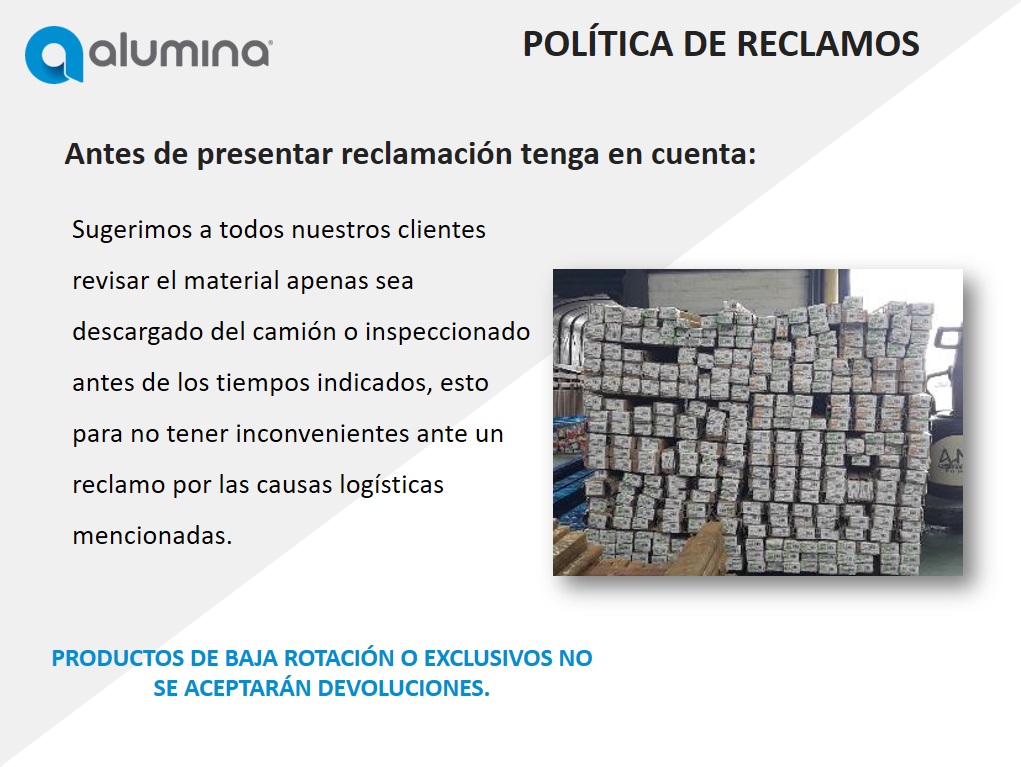 alumina®
POLÍTICA DE RECLAMOS
Antes de presentar reclamación tenga en cuenta:
Sugerimos a todos nuestros clientes
revisar el material apenas sea
descargado del camión o inspeccionado
antes de los tiempos indicados, esto
para no tener inconvenientes ante un
reclamo por las causas logísticas
mencionadas.
PRODUCTOS DE BAJA ROTACIÓN O EXCLUSIVOS NO
SE ACEPTARÁN DEVOLUCIONES.